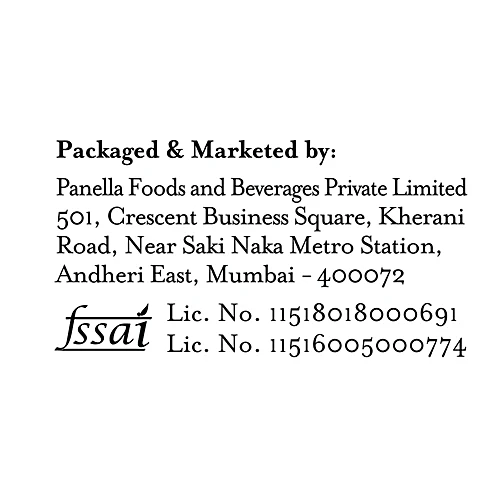 Packaged & Marketed by:
Panella Foods and Beverages Private Limited
501, Crescent Business Square, Kherani
Road, Near Saki Naka Metro Station,
Andheri East, Mumbai - 400072
fssai
Lic. No. 11518018000691
Lic. No. 11516005000774